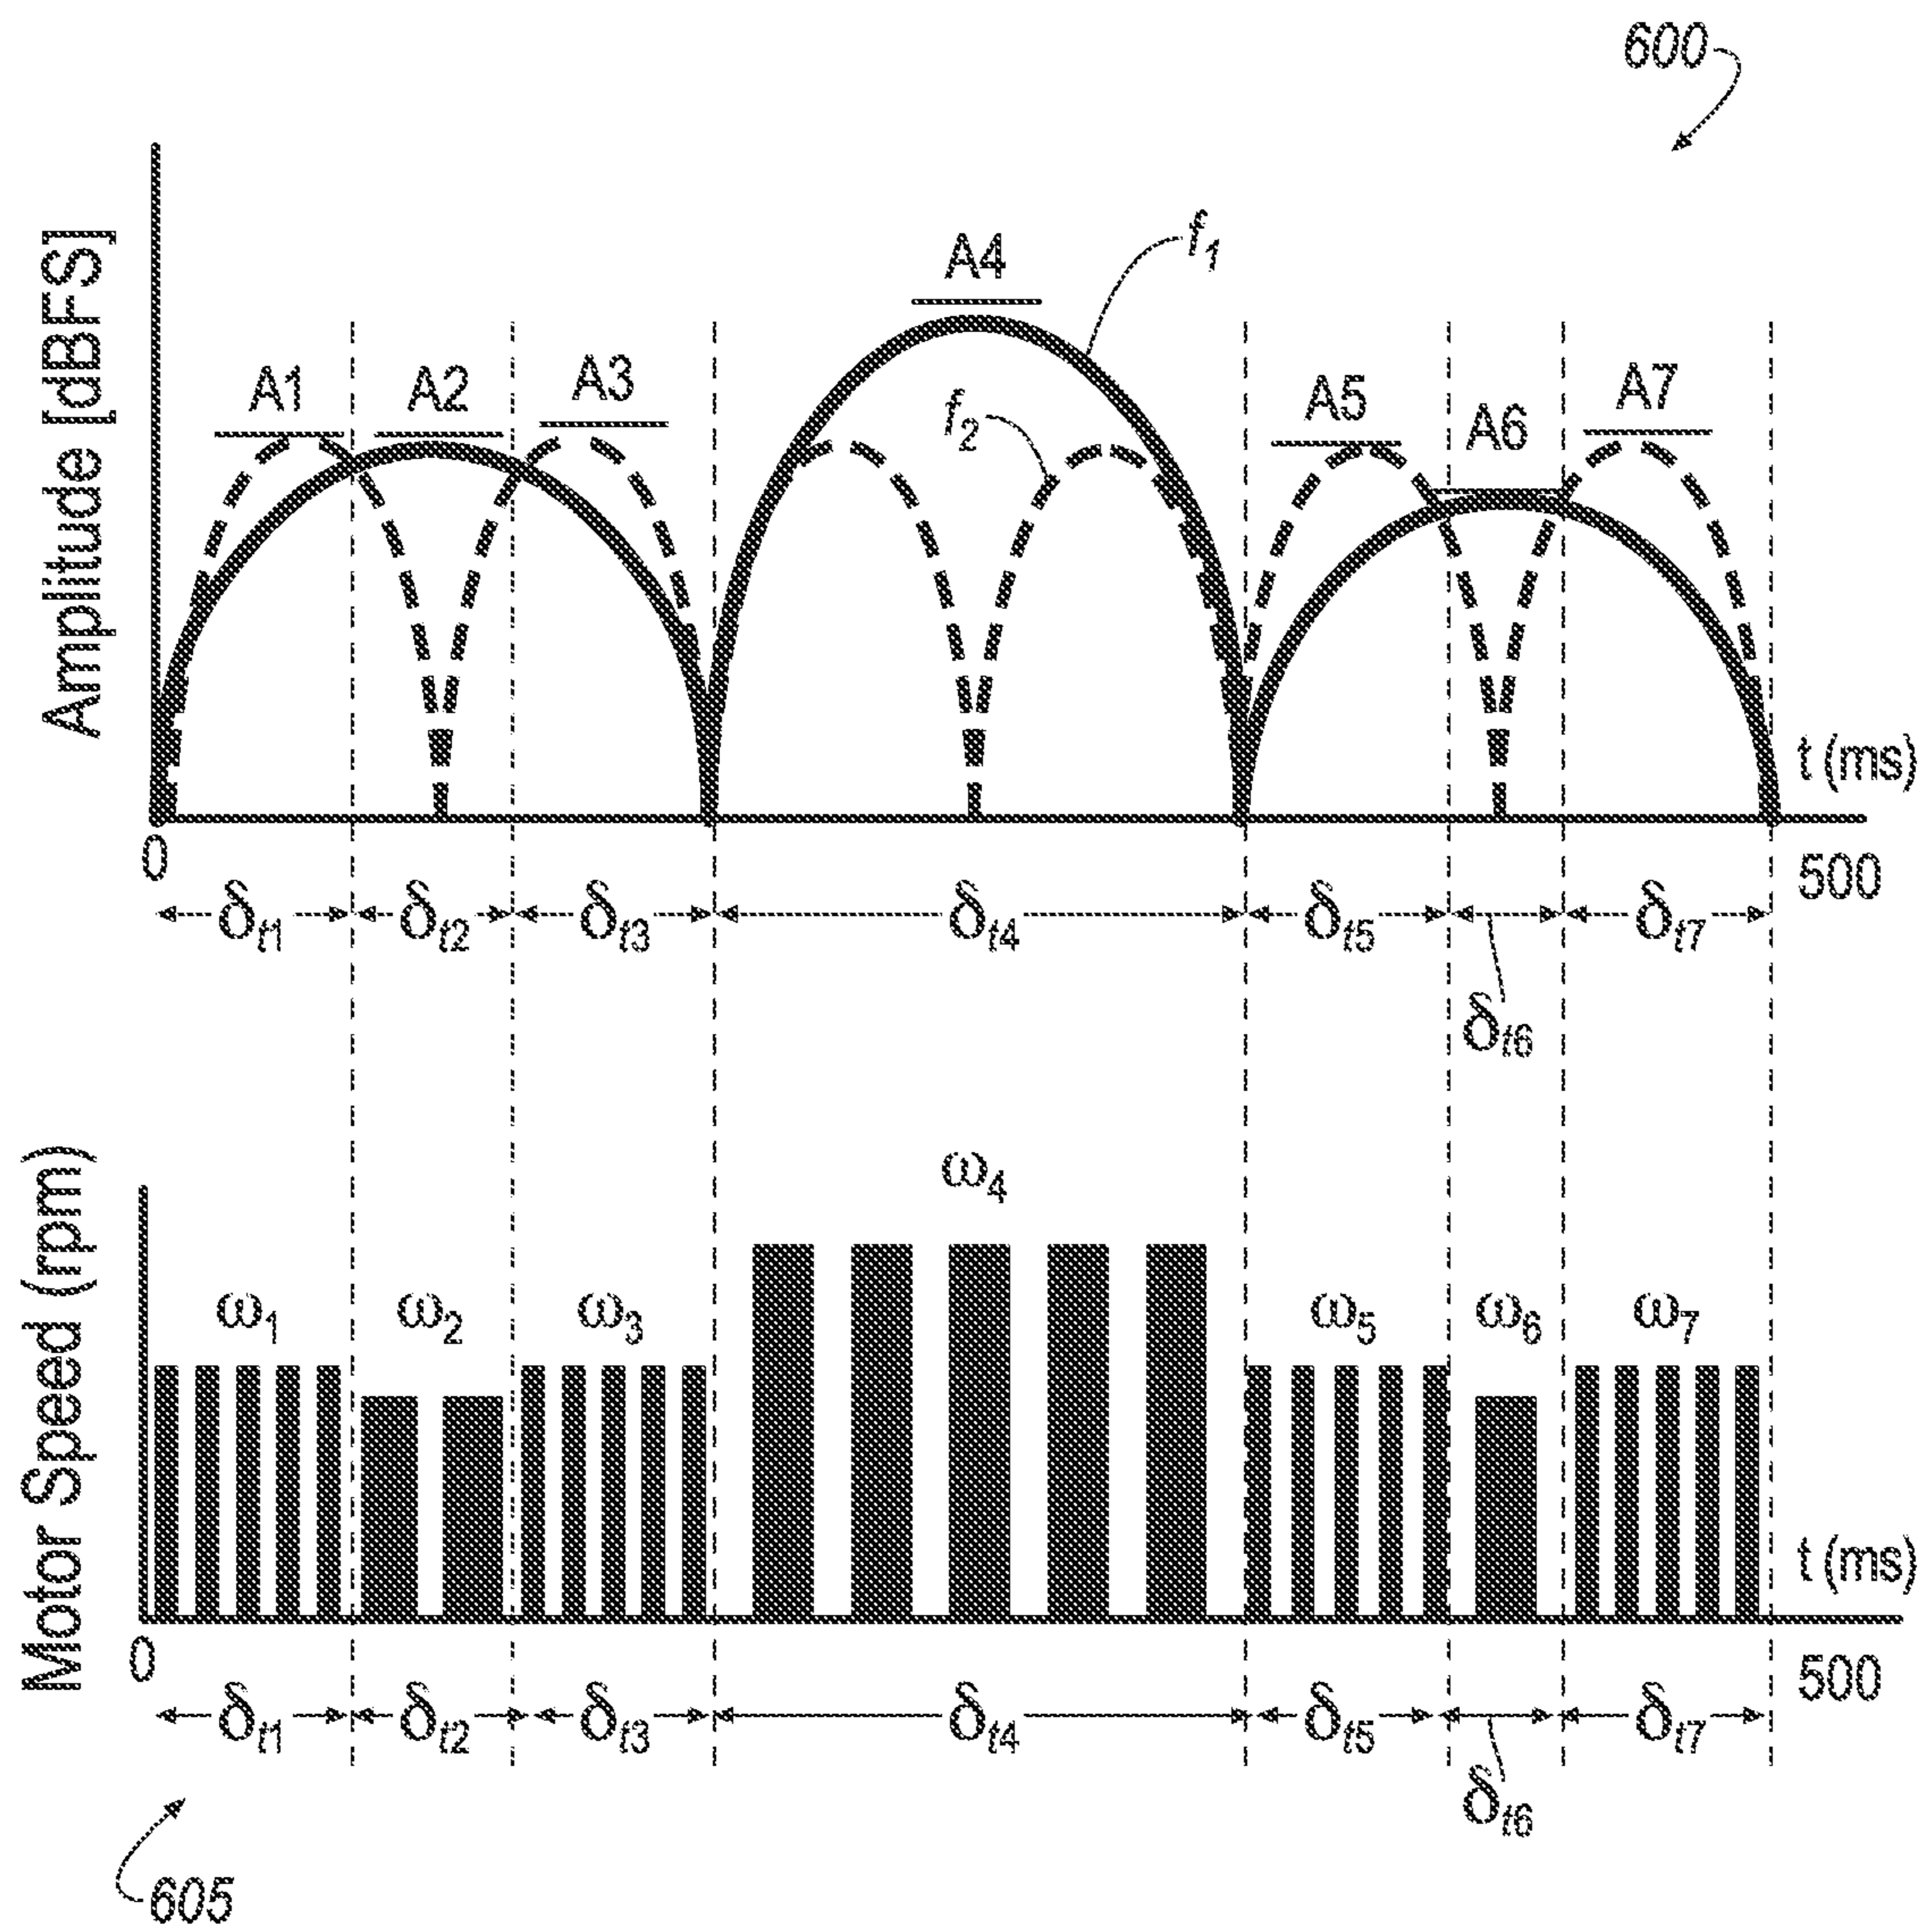 600
Amplitude [dBFS]
A1
A2
A3
A4
f1
f2
A5
A6
A7
t (ms)
0
500
δt1
δt2
δt3
δt4
δt5
δt7
δt6
Motor Speed (rpm)
ω1
ω2
ω3
ω4
ω5
ω6
ω7
t (ms)
0
500
δt1
δt2
δt3
δt4
δt5
δt7
δt6
605